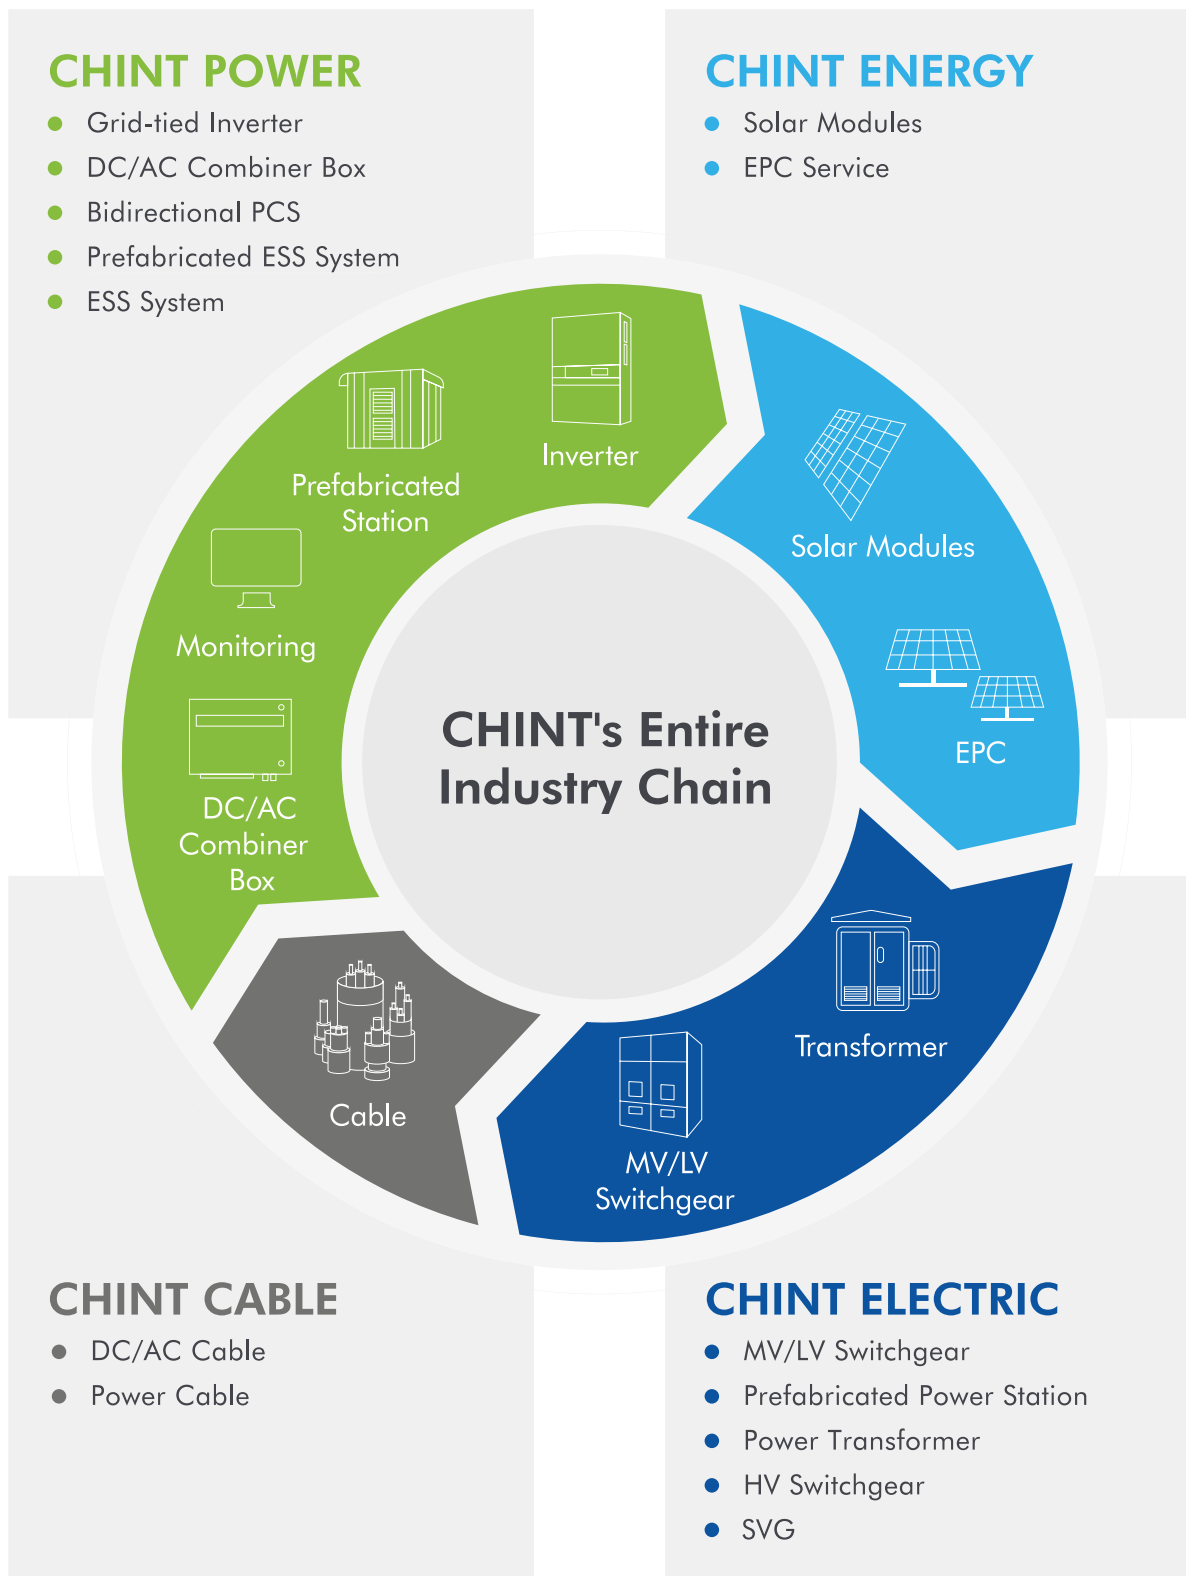 CHINT POWER
Grid-tied Inverter
DC/AC Combiner Box
Bidirectional PCS
Prefabricated ESS System
ESS System
CHINT ENERGY
Solar Modules
EPC Service
Inverter
Prefabricated
Station
Monitoring
DC/AC
Combiner
Box
Solar Modules
EPC
CHINT's Entire
Industry Chain
Transformer
MV/LV
Switchgear
Cable
CHINT CABLE
DC/AC Cable
Power Cable
CHINT ELECTRIC
MV/LV Switchgear
Prefabricated Power Station
Power Transformer
HV Switchgear
SVG